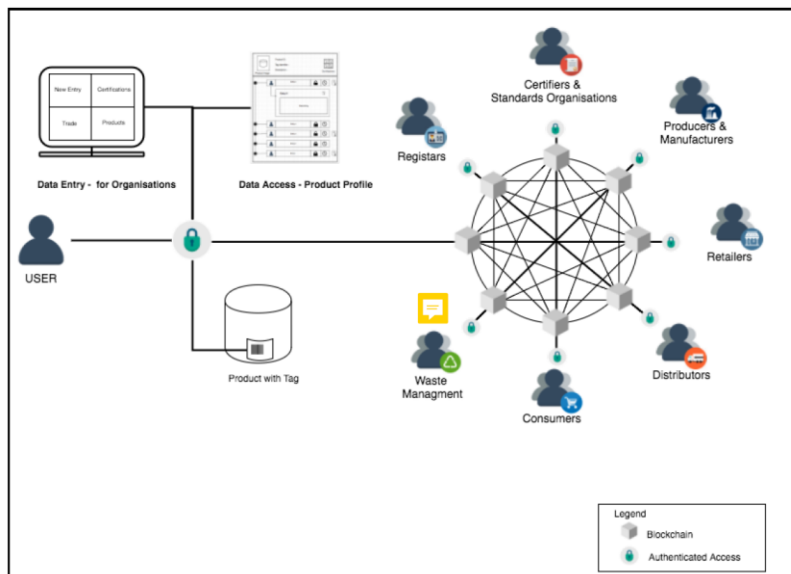 Certifiers &
Standards Organisations
New Entry
Certifications
Trade
Products
Producers &
Manufacturers
Registars
Data Entry - for Organisations
Data Access - Product Profile
USER
Retailers
Product with Tag
Waste
Managment
Distributors
Consumers
Legend
Blockchain
Authenticated Access